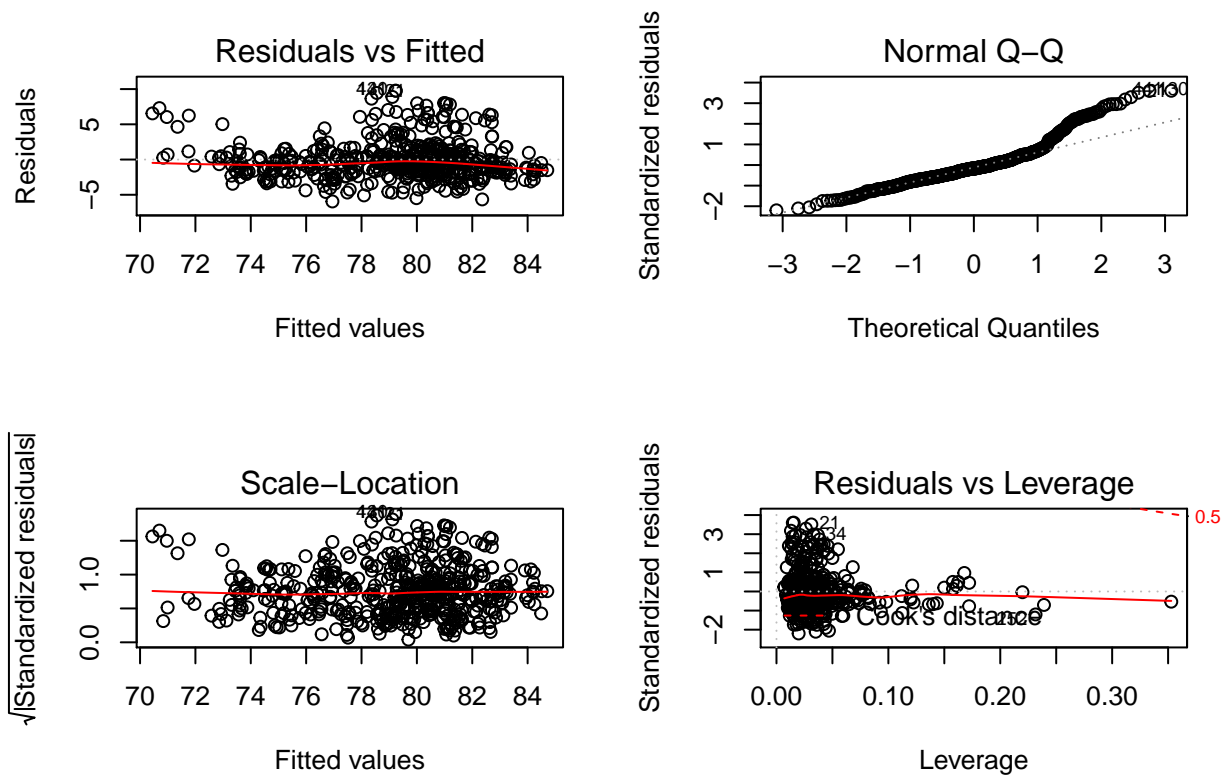 Residuals vs Fitted
Residuals
5
−5
70 72 74 76 78 80 82 84
Fitted values
Normal Q−Q
Standardized residuals
3
1
−2
−3 −2 −1 0 1 2 3
Theoretical Quantiles
Scale−Location
√|Standardized residuals|
1.0
0.0
70 72 74 76 78 80 82 84
Fitted values
Residuals vs Leverage
Standardized residuals
3
1
−2
21
34
0.5
Cook's distance
0.00 0.10 0.20 0.30
Leverage